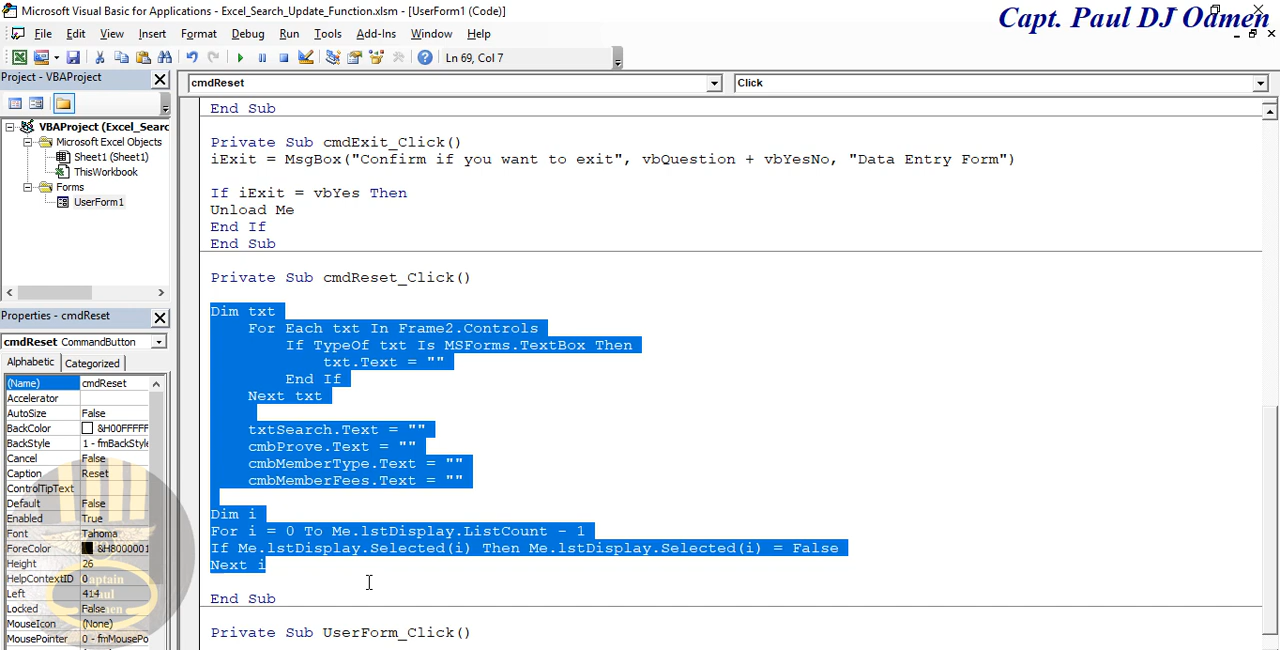 Microsoft Visual Basic for Applications - Excel_Search_Update_Function.xlsm - [UserForm1 (Code)]
Capt. Paul DJ Oamen
File Edit View Insert Format Debug Run Tools Add-Ins Window Help
Ln 69, Col 7
Project - VBAProject
cmdReset
Click
VBAProject (Excel_Searc
Microsoft Excel Objects
Sheet1 (Sheet1)
ThisWorkbook
Forms
UserForm1
Properties - cmdReset
cmdReset CommandButton
Alphabetic Categorized
(Name) cmdReset
Accelerator
AutoSize False
BackColor &H00FFFFF
BackStyle 1 - fmBackStyle
Cancel False
Caption Reset
ControlTipText
Default False
Enabled True
Font Tahoma
ForeColor &H8000001
Height 26
HelpContextID 0
Left 414
Locked False
MouseIcon (None)
MousePointer 0 - fmMousePo
Captain
Paul
End Sub
Private Sub cmdExit_Click()
iExit = MsgBox("Confirm if you want to exit", vbQuestion + vbYesNo, "Data Entry Form")
If iExit = vbYes Then
Unload Me
End If
End Sub
Private Sub cmdReset_Click()
Dim txt
For Each txt In Frame2.Controls
If TypeOf txt Is MSForms.TextBox Then
txt.Text = ""
End If
Next txt
txtSearch.Text = ""
cmbProve.Text = ""
cmbMemberType.Text = ""
cmbMemberFees.Text = ""
Dim i
For i = 0 To Me.lstDisplay.ListCount - 1
If Me.lstDisplay.Selected(i) Then Me.lstDisplay.Selected(i) = False
Next i
End Sub
Private Sub UserForm_Click()